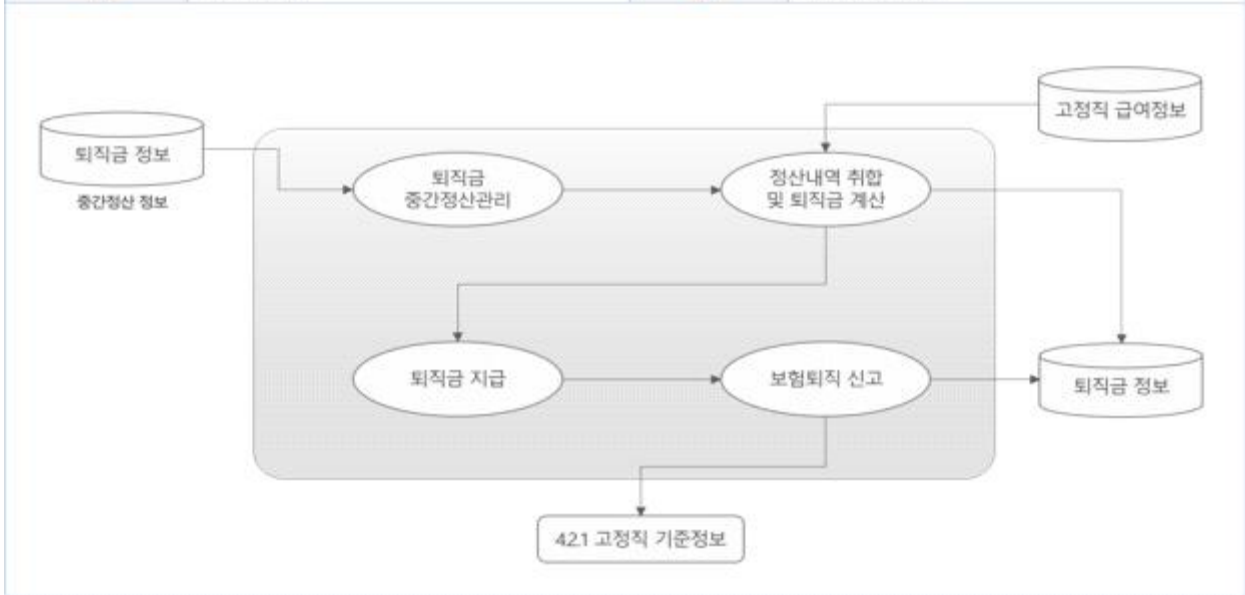 고정직 급여정보
퇴직금 정보
중간정산 정보
퇴직금
중간정산관리
정산내역 취합
및 퇴직금 계산
퇴직금 지급
보험퇴직 신고
퇴직금 정보
4.2.1 고정직 기준정보